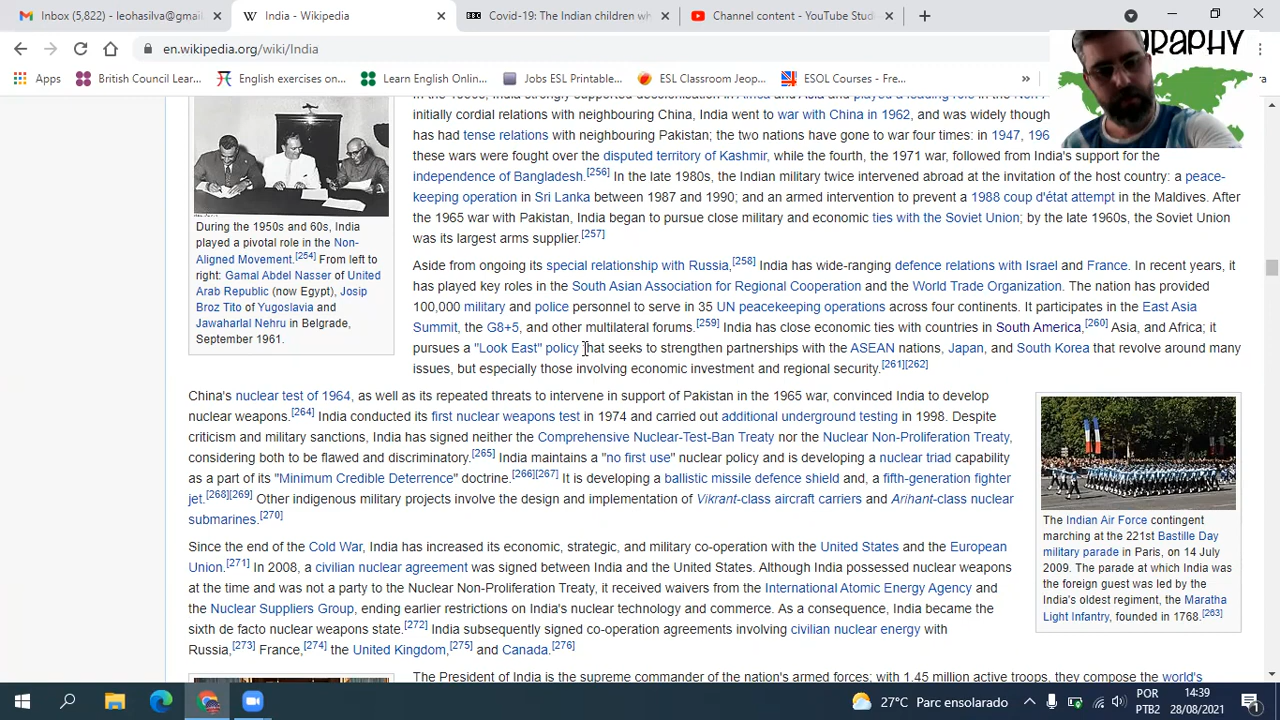 Inbox (5,822) - leohasilva@gmail
India - Wikipedia
BBC Covid-19: The Indian children wh
Channel content - YouTube Studi
en.wikipedia.org/wiki/India
Apps
British Council Lear...
English exercises on...
Learn English Onlin...
Jobs ESL Printable...
ESL Classroom Jeop...
ESOL Courses - Fre...
»
GRAPHY
initially cordial relations with neighbouring China, India went to war with China in 1962, and was widely though
has had tense relations with neighbouring Pakistan; the two nations have gone to war four times: in 1947, 196
these wars were fought over the disputed territory of Kashmir, while the fourth, the 1971 war, followed from India's support for the
independence of Bangladesh.[256] In the late 1980s, the Indian military twice intervened abroad at the invitation of the host country: a peace-
keeping operation in Sri Lanka between 1987 and 1990; and an armed intervention to prevent a 1988 coup d'état attempt in the Maldives. After
the 1965 war with Pakistan, India began to pursue close military and economic ties with the Soviet Union; by the late 1960s, the Soviet Union
was its largest arms supplier.[257]
During the 1950s and 60s, India
played a pivotal role in the Non-
Aligned Movement.[254] From left to
right: Gamal Abdel Nasser of United
Arab Republic (now Egypt), Josip
Broz Tito of Yugoslavia and
Jawaharlal Nehru in Belgrade,
September 1961.
Aside from ongoing its special relationship with Russia,[258] India has wide-ranging defence relations with Israel and France. In recent years, it
has played key roles in the South Asian Association for Regional Cooperation and the World Trade Organization. The nation has provided
100,000 military and police personnel to serve in 35 UN peacekeeping operations across four continents. It participates in the East Asia
Summit, the G8+5, and other multilateral forums.[259] India has close economic ties with countries in South America,[260] Asia, and Africa; it
pursues a "Look East" policy that seeks to strengthen partnerships with the ASEAN nations, Japan, and South Korea that revolve around many
issues, but especially those involving economic investment and regional security.[261][262]
China's nuclear test of 1964, as well as its repeated threats to intervene in support of Pakistan in the 1965 war, convinced India to develop
nuclear weapons.[264] India conducted its first nuclear weapons test in 1974 and carried out additional underground testing in 1998. Despite
criticism and military sanctions, India has signed neither the Comprehensive Nuclear-Test-Ban Treaty nor the Nuclear Non-Proliferation Treaty,
considering both to be flawed and discriminatory.[265] India maintains a "no first use" nuclear policy and is developing a nuclear triad capability
as a part of its "Minimum Credible Deterrence" doctrine.[266][267] It is developing a ballistic missile defence shield and, a fifth-generation fighter
jet.[268][269] Other indigenous military projects involve the design and implementation of Vikrant-class aircraft carriers and Arihant-class nuclear
submarines.[270]
The Indian Air Force contingent
marching at the 221st Bastille Day
military parade in Paris, on 14 July
2009. The parade at which India was
the foreign guest was led by the
India's oldest regiment, the Maratha
Light Infantry, founded in 1768.[263]
Since the end of the Cold War, India has increased its economic, strategic, and military co-operation with the United States and the European
Union.[271] In 2008, a civilian nuclear agreement was signed between India and the United States. Although India possessed nuclear weapons
at the time and was not a party to the Nuclear Non-Proliferation Treaty, it received waivers from the International Atomic Energy Agency and
the Nuclear Suppliers Group, ending earlier restrictions on India's nuclear technology and commerce. As a consequence, India became the
sixth de facto nuclear weapons state.[272] India subsequently signed co-operation agreements involving civilian nuclear energy with
Russia,[273] France,[274] the United Kingdom,[275] and Canada.[276]
The President of India is the supreme commander of the nation's armed forces; with 1.45 million active troops, they compose the world's
27°C Parc ensolarado
POR
PTB2
14:39
28/08/2021
1